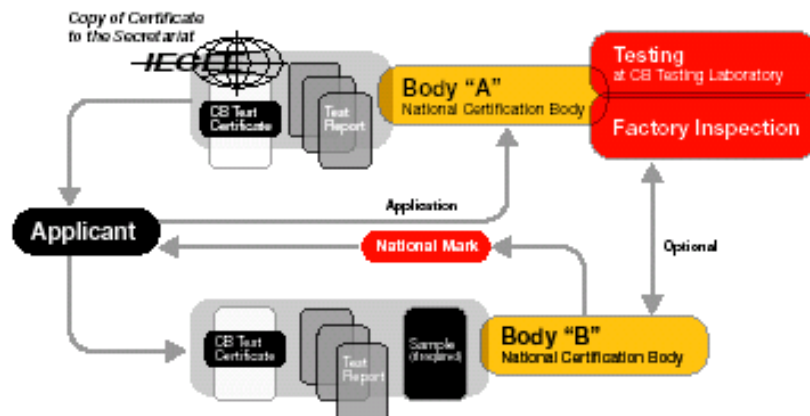 Copy of Certificate
to the Secretariat
CB Test
Certificate
Test
Report
Body “A”
National Certification Body
Testing
at CB Testing Laboratory
Factory Inspection
Application
Applicant
National Mark
Optional
CB Test
Certificate
Test
Report
Sample
(if required)
Body “B”
National Certification Body